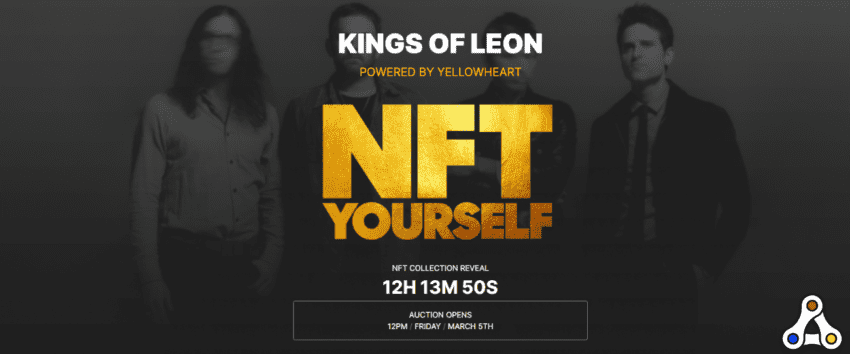 KINGS OF LEON
POWERED BY YELLOWHEART
NFT
YOURSELF
NFT COLLECTION REVEAL
12H 13M 50S
AUCTION OPENS
12PM / FRIDAY / MARCH 5TH